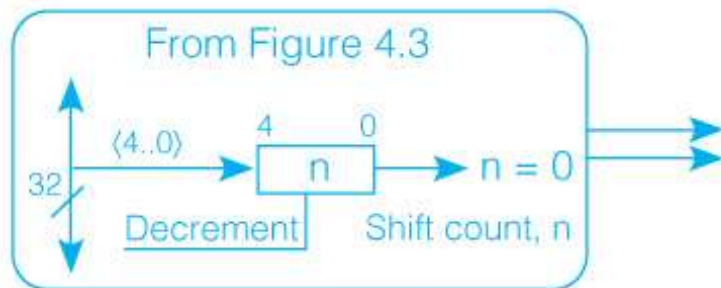 From Figure 4.3
4 0
⟨4..0⟩
n
n = 0
32
Decrement
Shift count, n